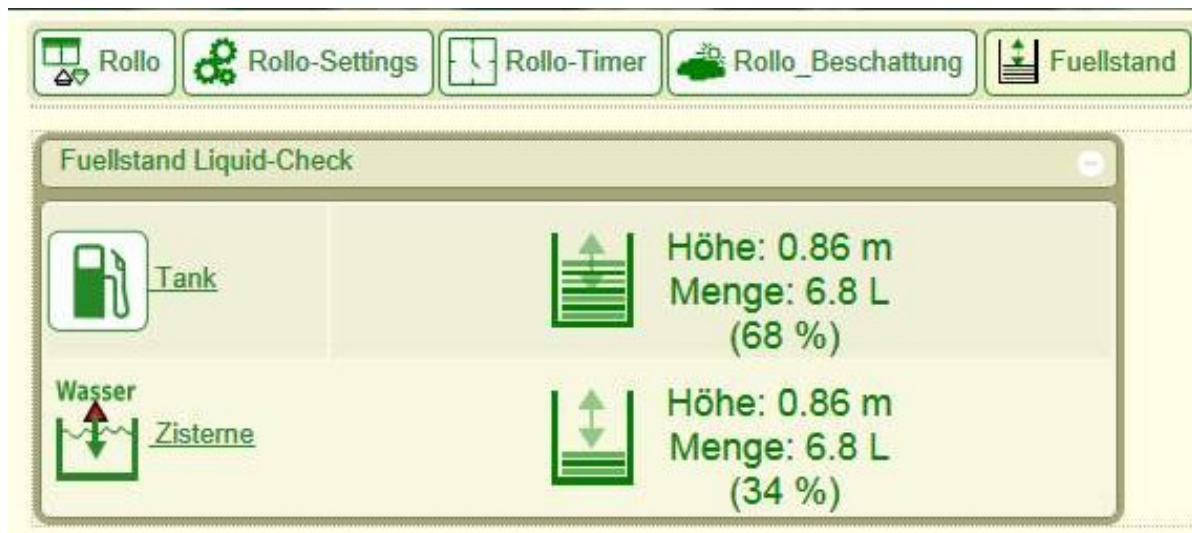 Rollo Rollo-Settings Rollo-Timer Rollo_Beschattung Fuellstand
Fuellstand Liquid-Check
Tank
Höhe: 0.86 m
Menge: 6.8 L
(68 %)
Wasser
Zisterne
Höhe: 0.86 m
Menge: 6.8 L
(34 %)